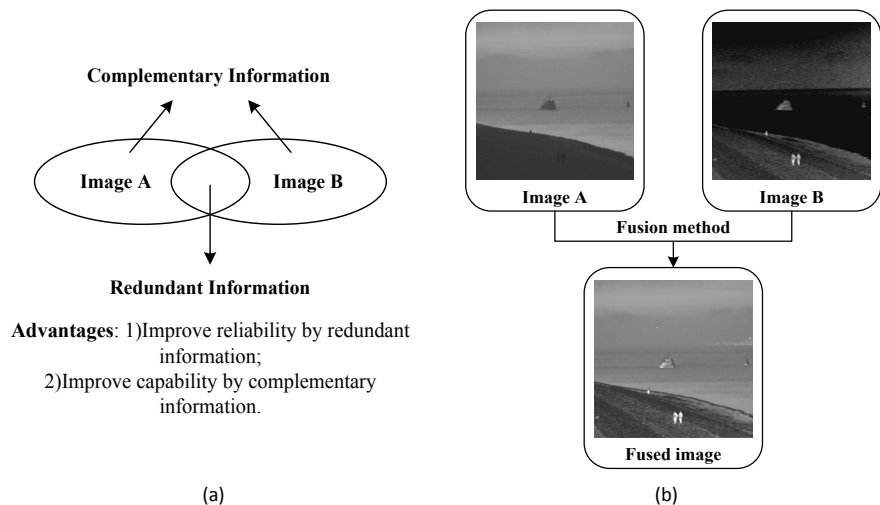 Complementary Information
Image A
Image B
Redundant Information
Advantages: 1)Improve reliability by redundant
information;
2)Improve capability by complementary
information.
(a)
Image A
Image B
Fusion method
Fused image
(b)